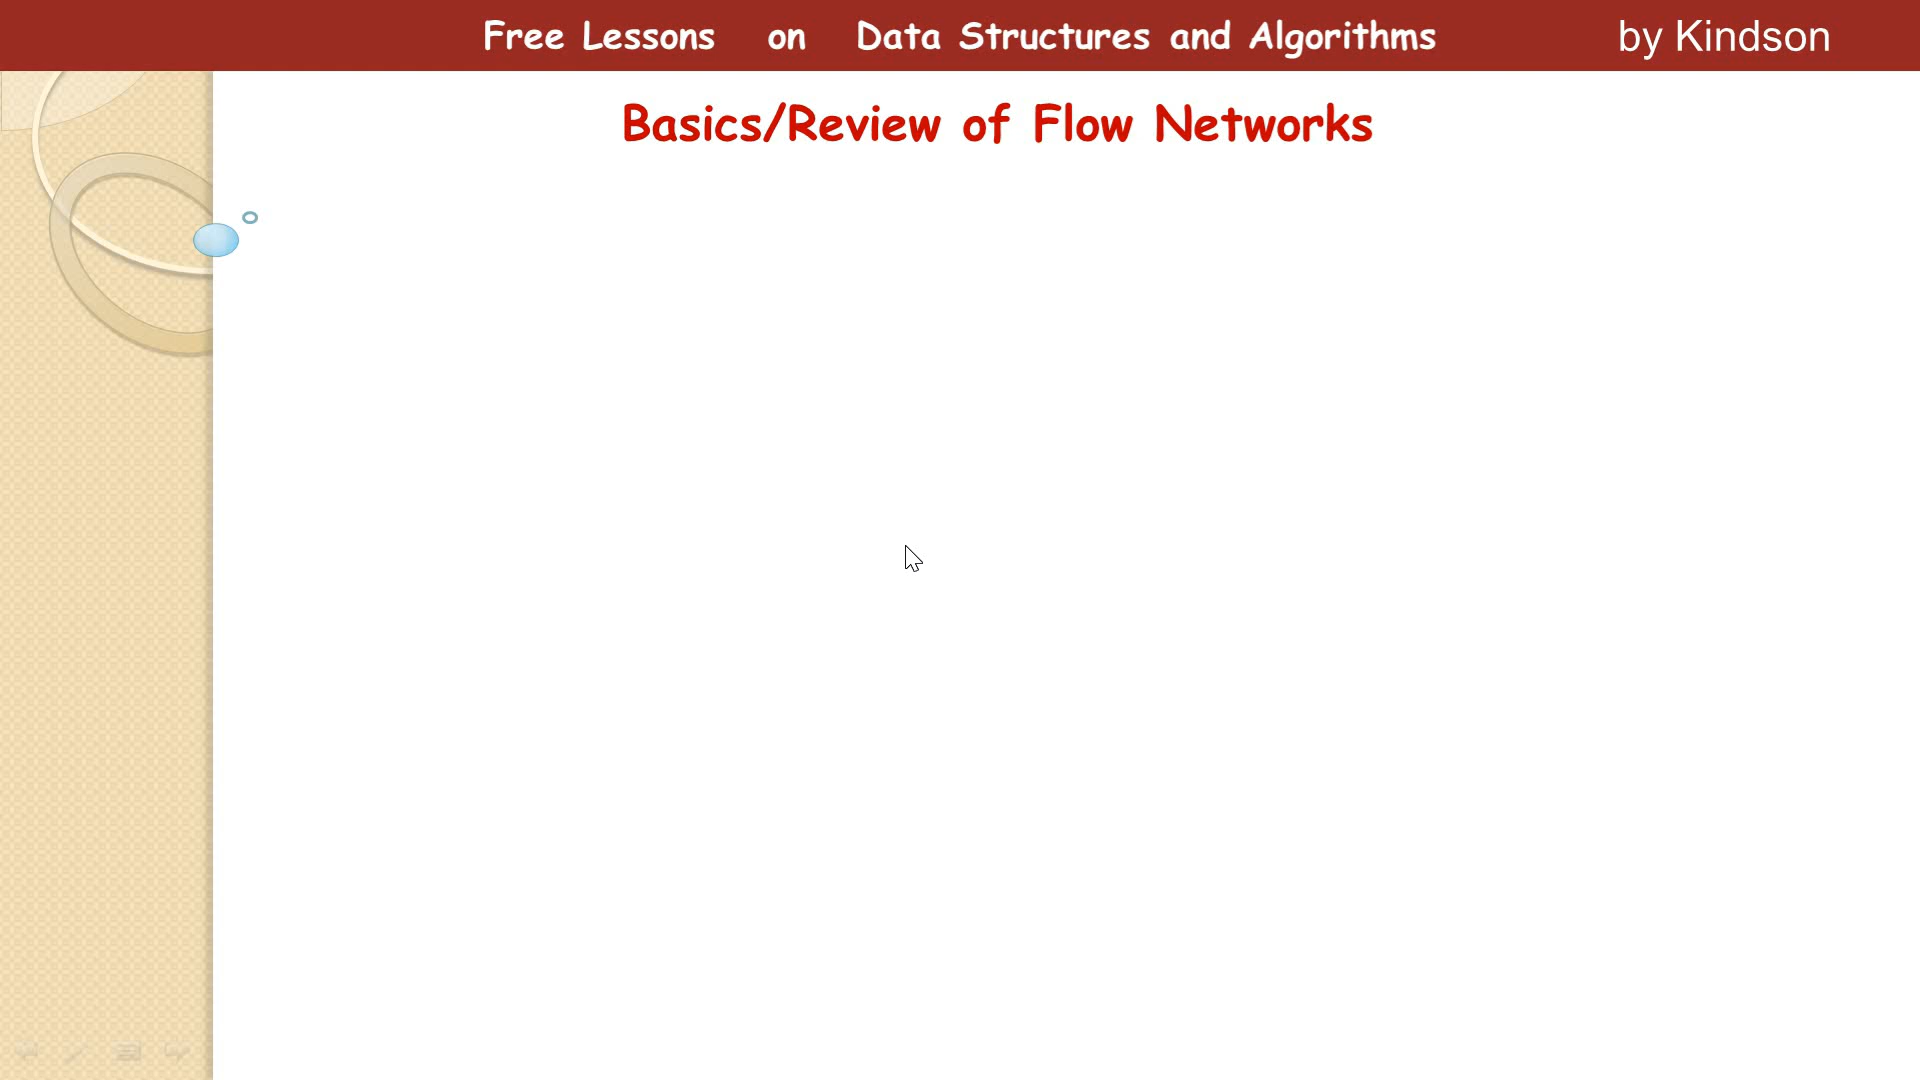 Free Lessons on Data Structures and Algorithms by Kindson
Basics/Review of Flow Networks